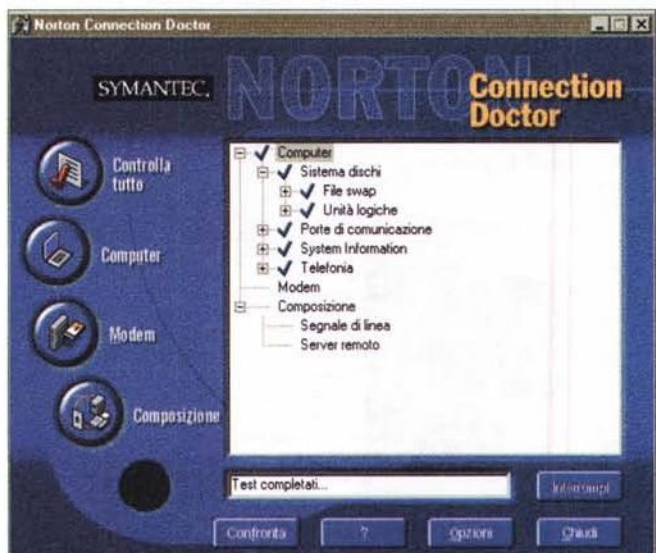 Norton Connection Doctor
SYMANTEC.
NORTON
Connection
Doctor
Controlla
tutto
Computer
Modem
Composizione
Computer
Sistema dischi
File swap
Unità logiche
Porte di comunicazione
System Information
Telefonia
Modem
Composizione
Segnale di linea
Server remoto
Test completati...
Interrompi
Confronta
?
Opzioni
Chiudi